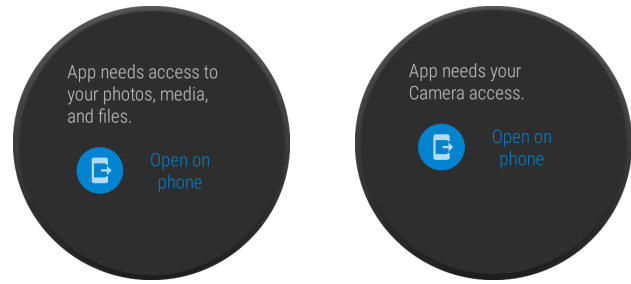 App needs access to
your photos, media,
and files.
Open on
phone
App needs your
Camera access.
Open on
phone